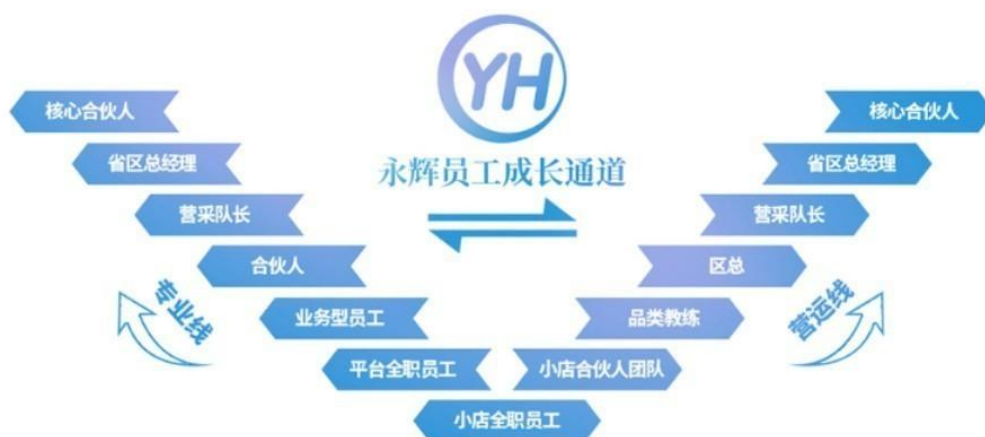 YH
永辉员工成长通道
核心合伙人
省区总经理
营采队长
合伙人
业务型员工
平台全职员工
专业线
核心合伙人
省区总经理
营采队长
区总
品类教练
小店合伙人团队
营运线
小店全职员工